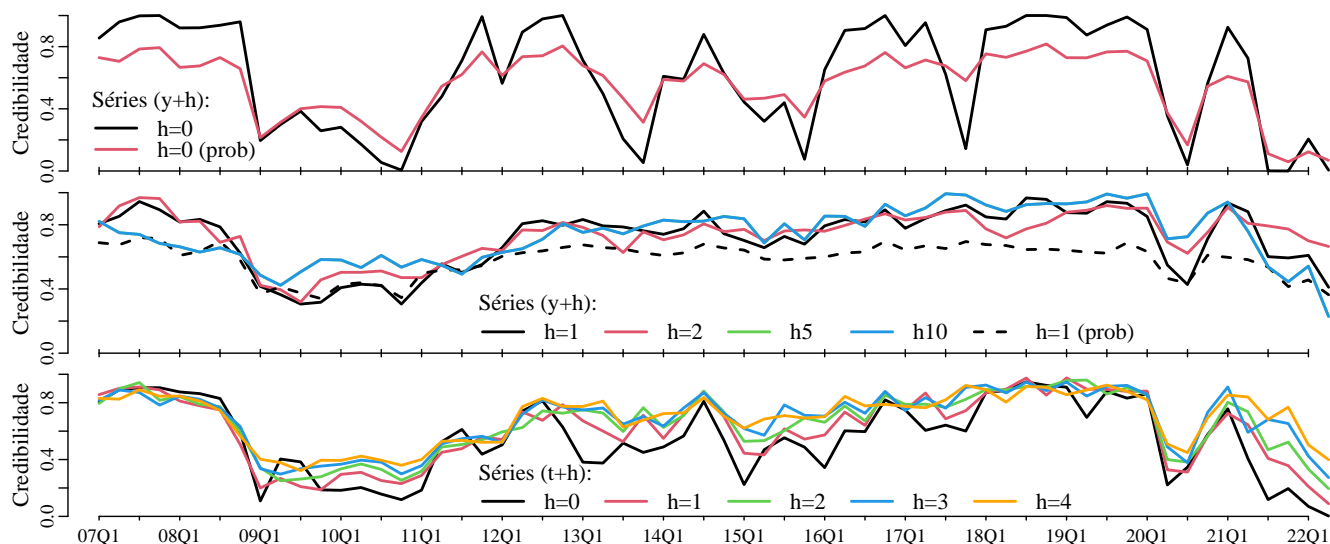 Credibilidade
0.0 0.4 0.8
Séries (y+h):
h=0
h=0 (prob)
Credibilidade
0.0 0.4 0.8
Séries (y+h):
h=1 h=2 h5 h10 h=1 (prob)
Credibilidade
0.0 0.4 0.8
Séries (t+h):
h=0 h=1 h=2 h=3 h=4
07Q1 08Q1 09Q1 10Q1 11Q1 12Q1 13Q1 14Q1 15Q1 16Q1 17Q1 18Q1 19Q1 20Q1 21Q1 22Q1